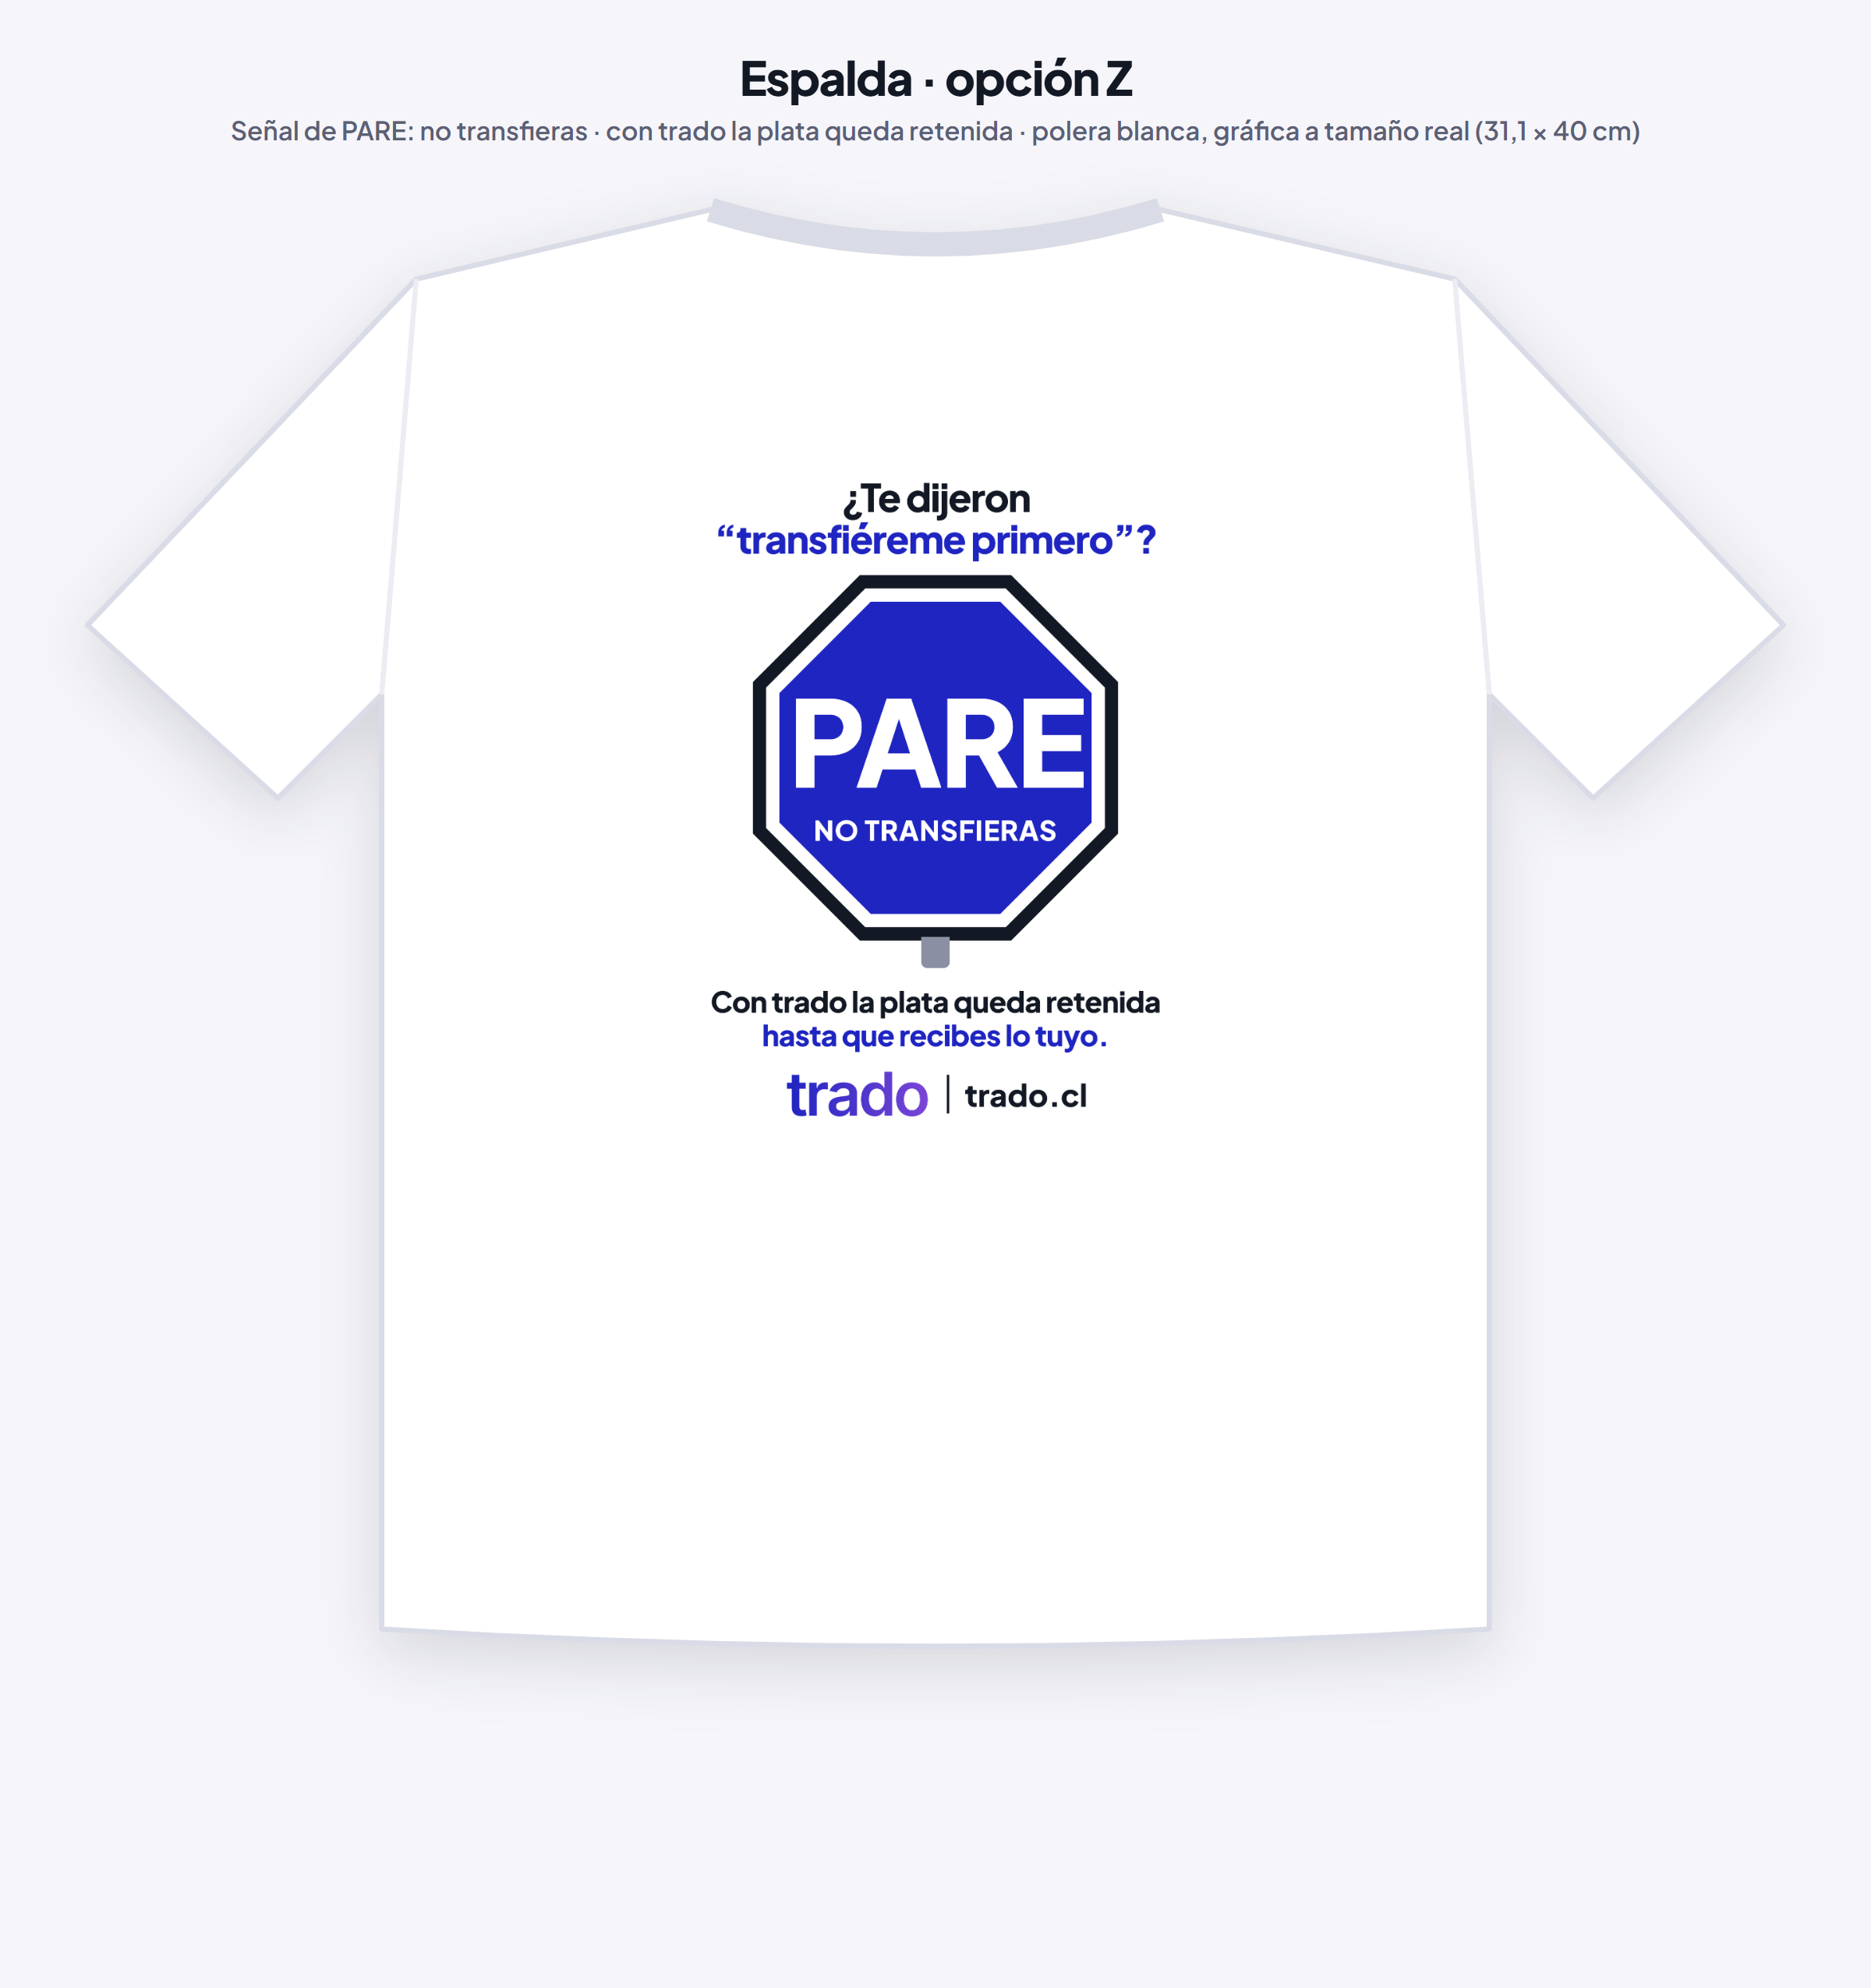 Espalda · opción Z
Señal de PARE: no transfieras · con trado la plata queda retenida · polera blanca, gráfica a tamaño real (31,1 × 40 cm)
¿Te dijeron
“transfiéreme primero”?
PARE
NO TRANSFIERAS
Con trado la plata queda retenida
hasta que recibes lo tuyo.
trado | trado.cl